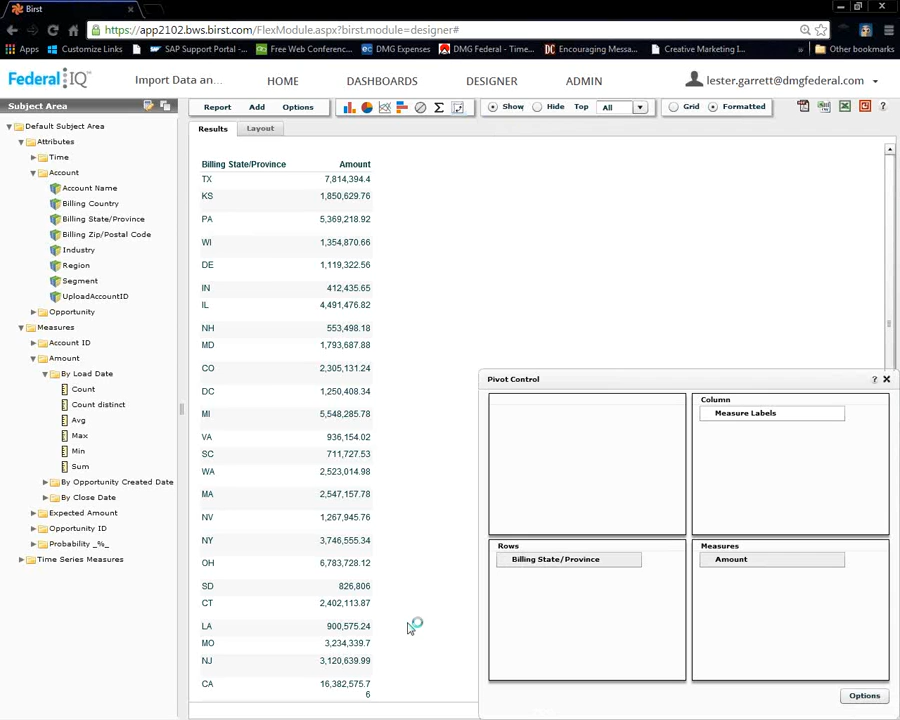 Birst
https://app2102.bws.birst.com/FlexModule.aspx?birst.module=designer#
Apps Customize Links SAP Support Portal -... Free Web Conferenc... DMG Expenses DMG Federal - Time... Encouraging Messa... Creative Marketing I... » Other bookmarks
Federal IQ™ Import Data an... HOME DASHBOARDS DESIGNER ADMIN lester.garrett@dmgfederal.com
Subject Area
Report Add Options Σ Show Hide Top All Grid Formatted ?
Results Layout
Default Subject Area
Attributes
Time
Account
Account Name
Billing Country
Billing State/Province
Billing Zip/Postal Code
Industry
Region
Segment
UploadAccountID
Opportunity
Measures
Account ID
Amount
By Load Date
Count
Count distinct
Avg
Max
Min
Sum
By Opportunity Created Date
By Close Date
Expected Amount
Opportunity ID
Probability _%_
Time Series Measures
Billing State/Province Amount
TX 7,814,394.4
KS 1,850,629.76
PA 5,369,218.92
WI 1,354,870.66
DE 1,119,322.56
IN 412,435.65
IL 4,491,476.82
NH 553,498.18
MD 1,793,687.88
CO 2,305,131.24
DC 1,250,408.34
MI 5,548,285.78
VA 936,154.02
SC 711,727.53
WA 2,523,014.98
MA 2,547,157.78
NV 1,267,945.76
NY 3,746,555.34
OH 6,783,728.12
SD 826,806
CT 2,402,113.87
LA 900,575.24
MO 3,234,339.7
NJ 3,120,639.99
CA 16,382,575.7
6
Pivot Control ?
Column
Measure Labels
Rows
Billing State/Province
Measures
Amount
Options